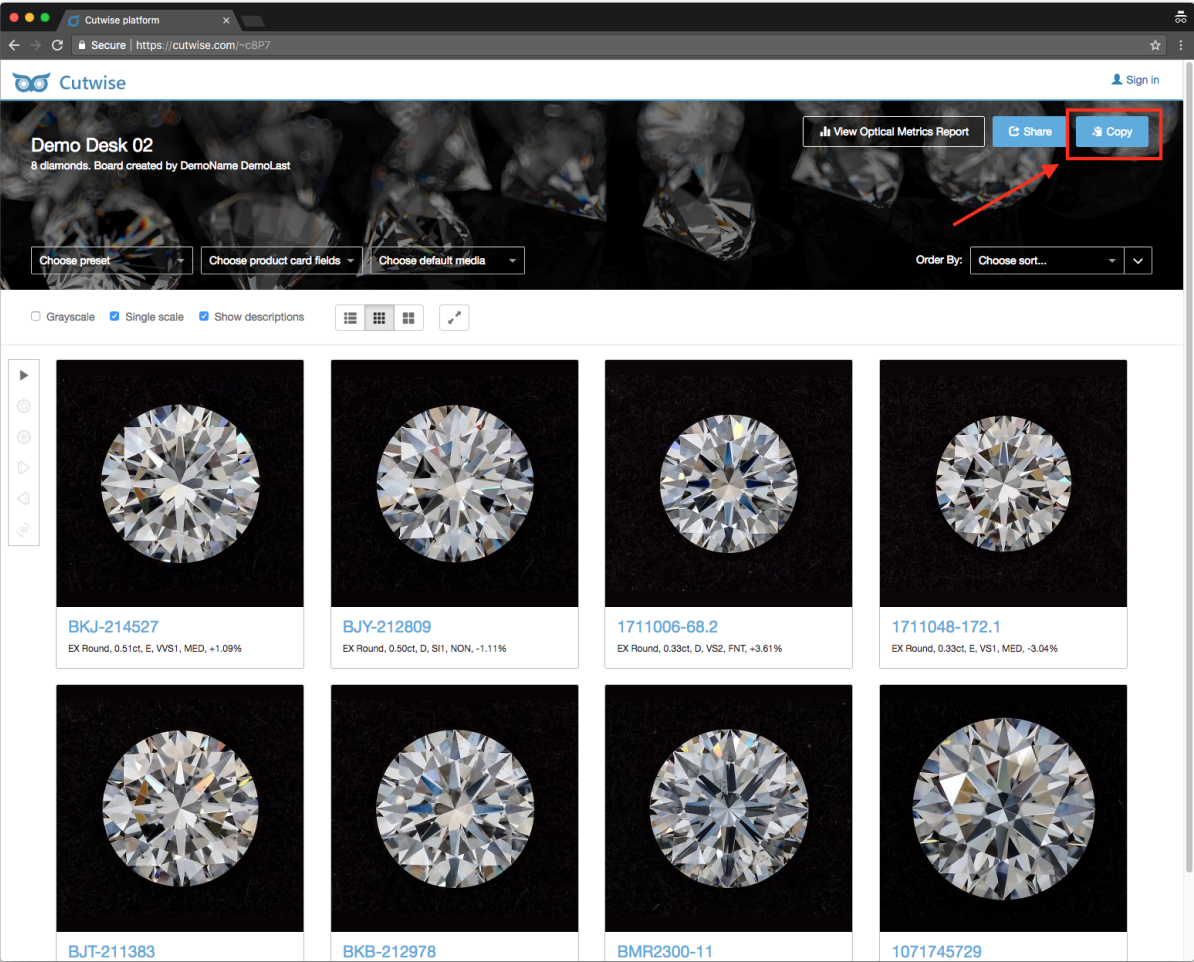 Cutwise platform
Secure https://cutwise.com/~c8P7
Cutwise
Sign in
View Optical Metrics Report
Share
Copy
Demo Desk 02
8 diamonds. Board created by DemoName DemoLast
Choose preset
Choose product card fields
Choose default media
Order By:
Choose sort...
Grayscale
Single scale
Show descriptions
BKJ-214527
EX Round, 0.51ct, E, VVS1, MED, +1.09%
BJY-212809
EX Round, 0.50ct, D, SI1, NON, -1.11%
1711006-68.2
EX Round, 0.33ct, D, VS2, FNT, +3.61%
1711048-172.1
EX Round, 0.33ct, E, VS1, MED, -3.04%
BJT-211383
BKB-212978
BMR2300-11
1071745729